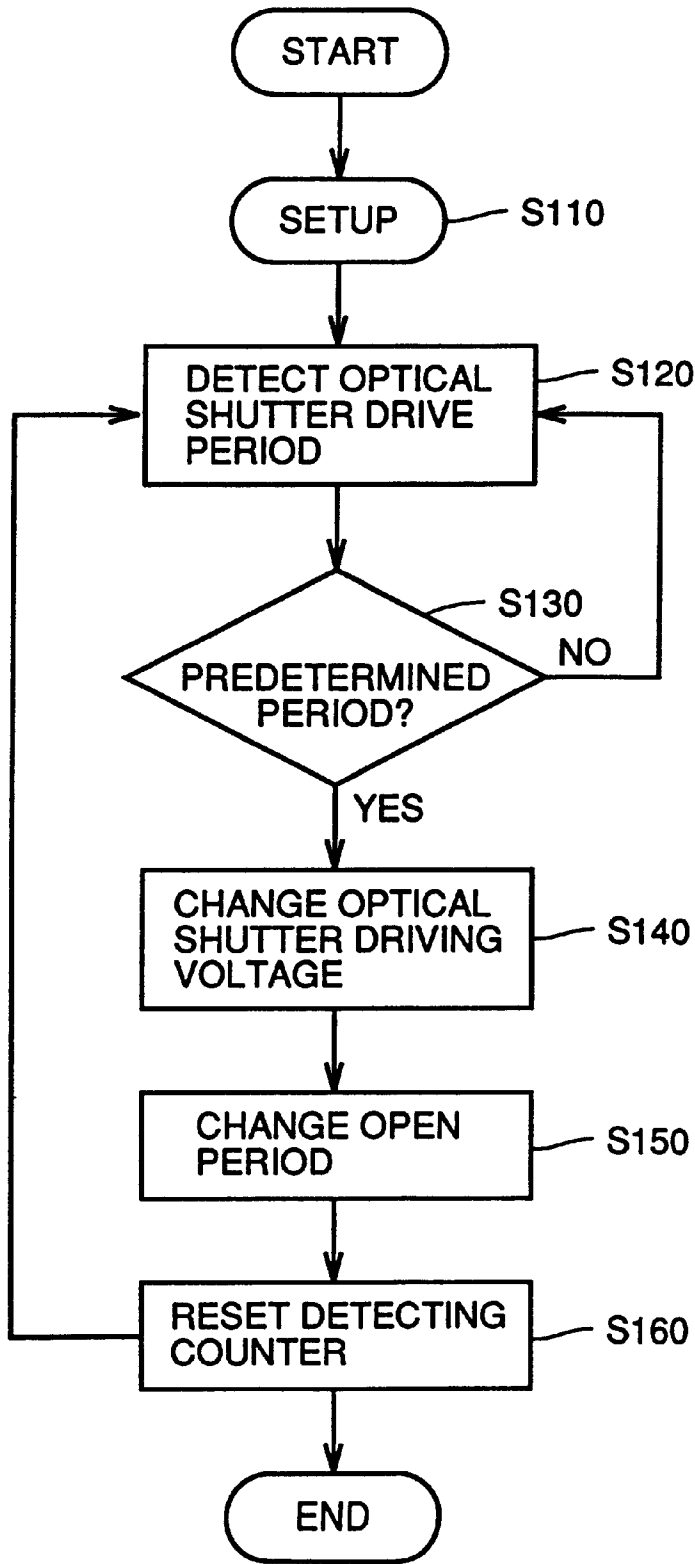 START
SETUP
S110
DETECT OPTICAL
SHUTTER DRIVE
PERIOD
S120
S130
PREDETERMINED
PERIOD?
NO
YES
CHANGE OPTICAL
SHUTTER DRIVING
VOLTAGE
S140
CHANGE OPEN
PERIOD
S150
RESET DETECTING
COUNTER
S160
END